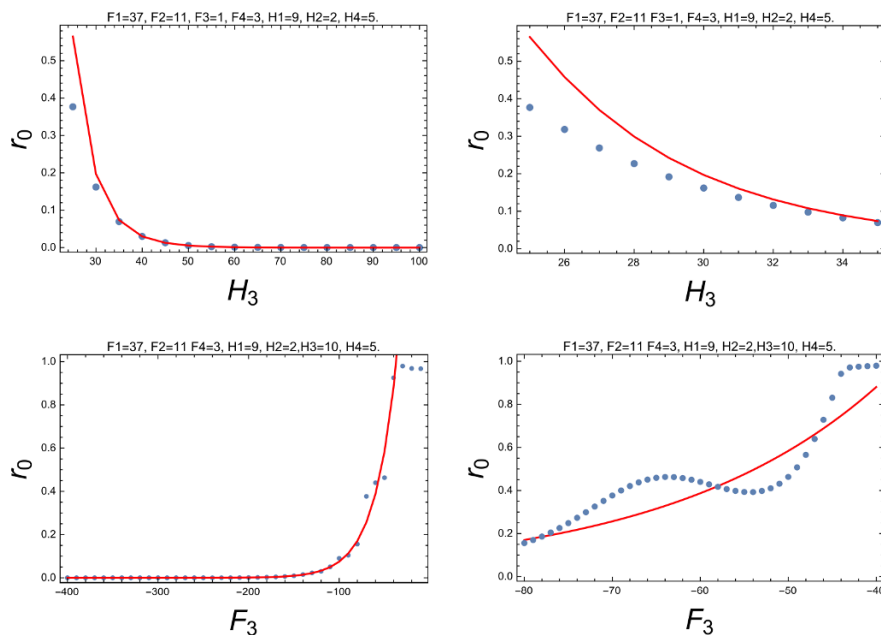 F1=37, F2=11, F3=1, F4=3, H1=9, H2=2, H4=5.
r0
0.5
0.4
0.3
0.2
0.1
0.0
30 40 50 60 70 80 90 100
H3
F1=37, F2=11 F3=1, F4=3, H1=9, H2=2, H4=5.
r0
0.5
0.4
0.3
0.2
0.1
0.0
26 28 30 32 34
H3
F1=37, F2=11 F4=3, H1=9, H2=2,H3=10, H4=5.
r0
1.0
0.8
0.6
0.4
0.2
0.0
-400 -300 -200 -100
F3
F1=37, F2=11 F4=3, H1=9, H2=2,H3=10, H4=5.
r0
1.0
0.8
0.6
0.4
0.2
0.0
-80 -70 -60 -50 -40
F3